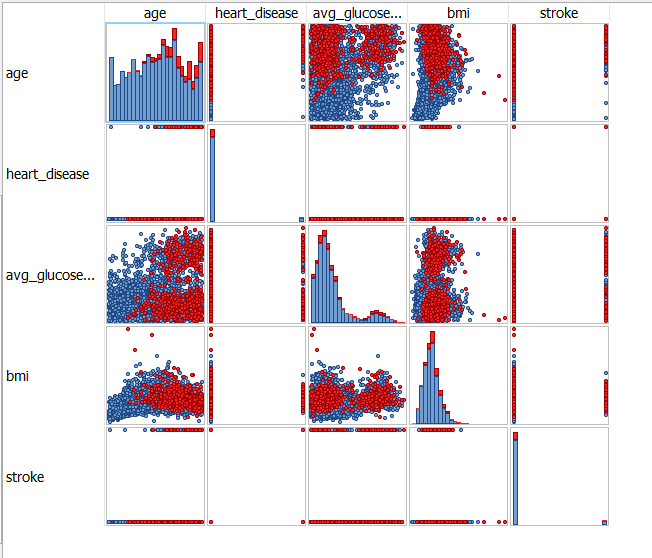 age heart_disease avg_glucose... bmi stroke
age
heart_disease
avg_glucose...
bmi
stroke